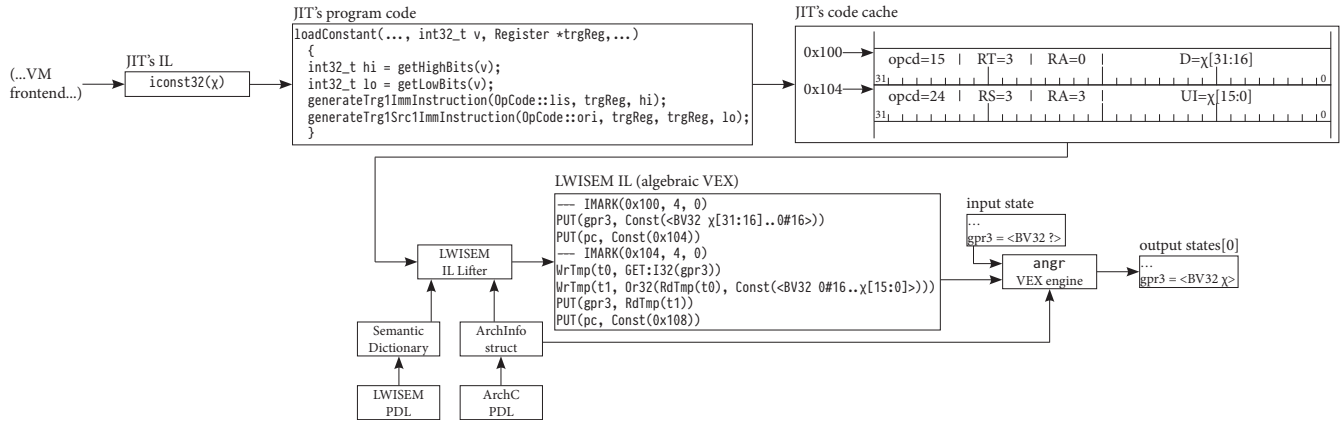 JIT's program code
JIT's code cache
loadConstant(..., int32_t v, Register *trgReg,...)
{
int32_t hi = getHighBits(v);
int32_t lo = getLowBits(v);
generateTrg1ImmInstruction(OpCode::lis, trgReg, hi);
generateTrg1Src1ImmInstruction(OpCode::ori, trgReg, trgReg, lo);
}
JIT's IL
(...VM
frontend...)
iconst32(χ)
0x100
opcd=15 | RT=3 | RA=0 | D=χ[31:16]
31 0
0x104
opcd=24 | RS=3 | RA=3 | UI=χ[15:0]
31 0
LWISEM IL (algebraic VEX)
--- IMARK(0x100, 4, 0)
PUT(gpr3, Const(<BV32 χ[31:16]..0#16>))
PUT(pc, Const(0x104))
--- IMARK(0x104, 4, 0)
WrTmp(t0, GET:I32(gpr3))
WrTmp(t1, Or32(RdTmp(t0), Const(<BV32 0#16..χ[15:0]>)))
PUT(gpr3, RdTmp(t1))
PUT(pc, Const(0x108))
input state
...
gpr3 = <BV32 ?>
output states[0]
...
gpr3 = <BV32 χ>
LWISEM
IL Lifter
angr
VEX engine
Semantic
Dictionary
ArchInfo
struct
LWISEM
PDL
ArchC
PDL